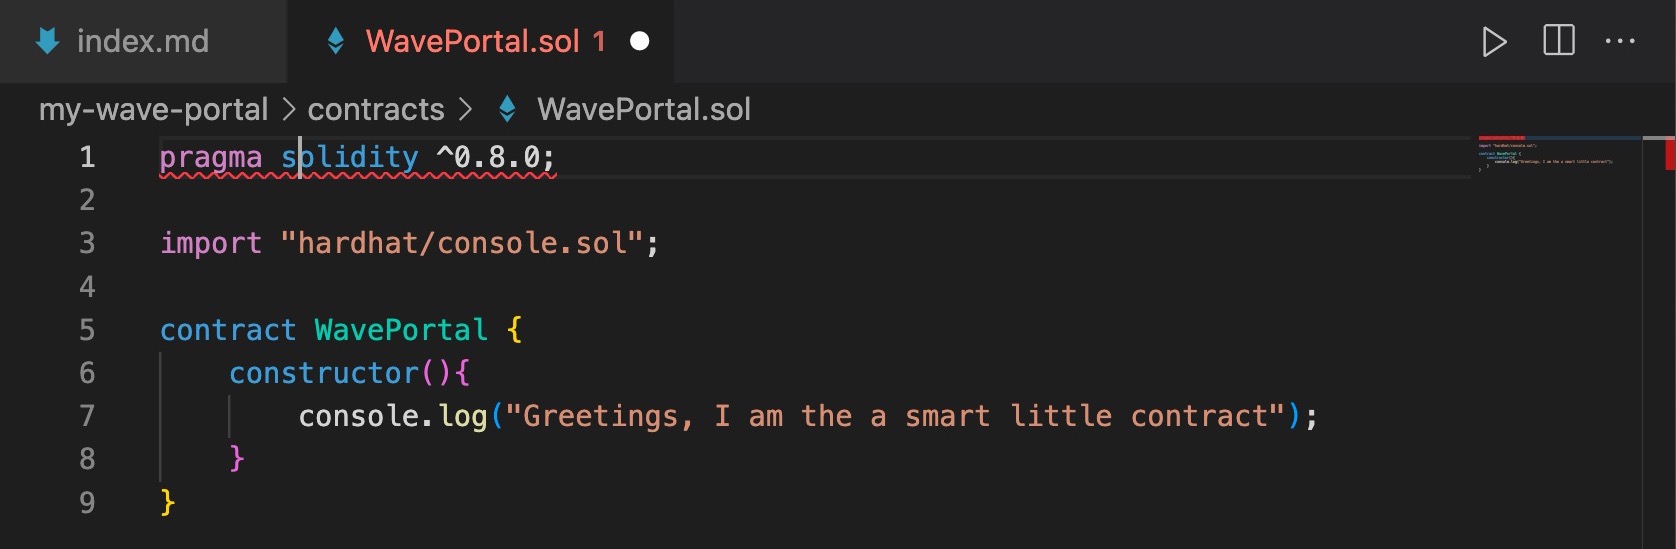 index.md WavePortal.sol 1
my-wave-portal > contracts > WavePortal.sol
1 pragma solidity ^0.8.0;
2
3 import "hardhat/console.sol";
4
5 contract WavePortal {
6     constructor(){
7         console.log("Greetings, I am the a smart little contract");
8     }
9 }